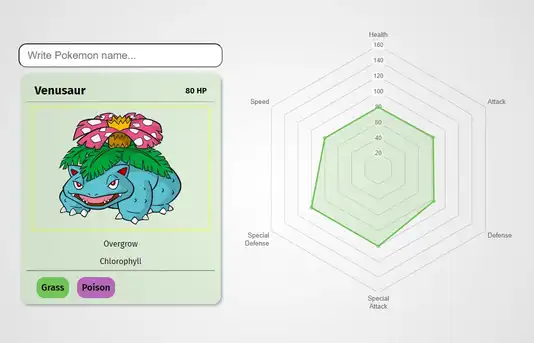 Write Pokemon name...
Venusaur
80 HP
Overgrow
Chlorophyll
Grass
Poison
Health
160
140
120
100
80
60
40
20
Speed
Attack
Special
Defense
Defense
Special
Attack